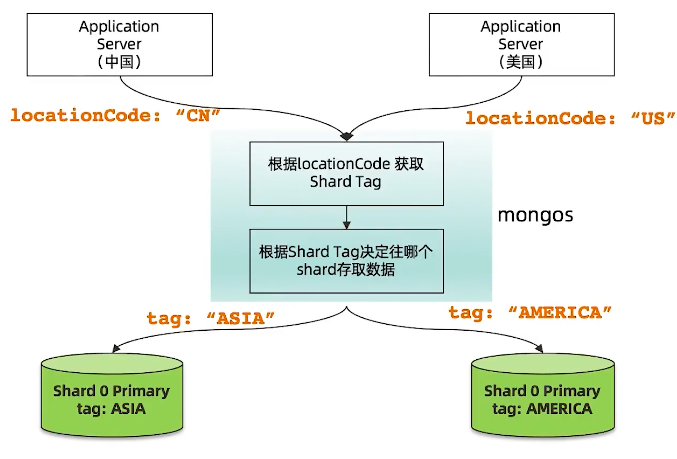 Application
Server
（中国）
Application
Server
（美国）
locationCode: “CN”
locationCode: “US”
根据locationCode 获取
Shard Tag
mongos
根据Shard Tag决定往哪个
shard存取数据
tag: “ASIA”
tag: “AMERICA”
Shard 0 Primary
tag: ASIA
Shard 0 Primary
tag: AMERICA